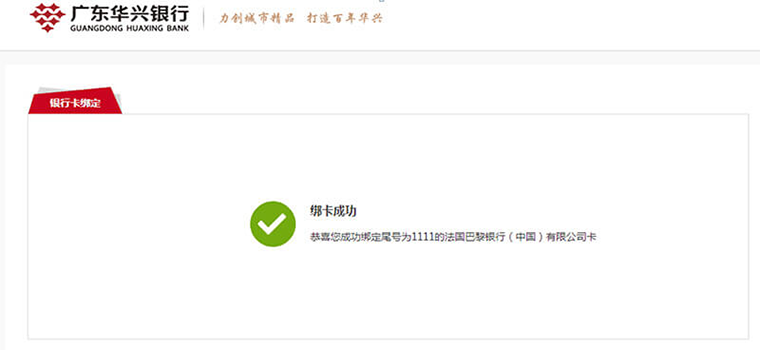 广东华兴银行
GUANGDONG HUAXING BANK
力创城市精品 打造百年华兴
银行卡绑定
绑卡成功
恭喜您成功绑定尾号为1111的法国巴黎银行（中国）有限公司卡